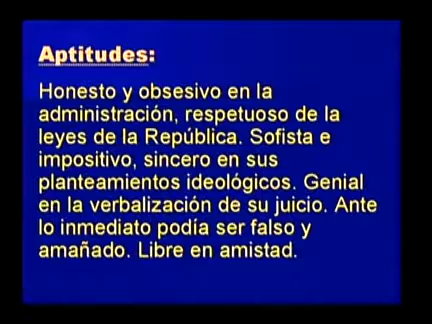 Aptitudes:
Honesto y obsesivo en la
administración, respetuoso de la
leyes de la República. Sofista e
impositivo, sincero en sus
planteamientos ideológicos. Genial
en la verbalización de su juicio. Ante
lo inmediato podía ser falso y
amañado. Libre en amistad.